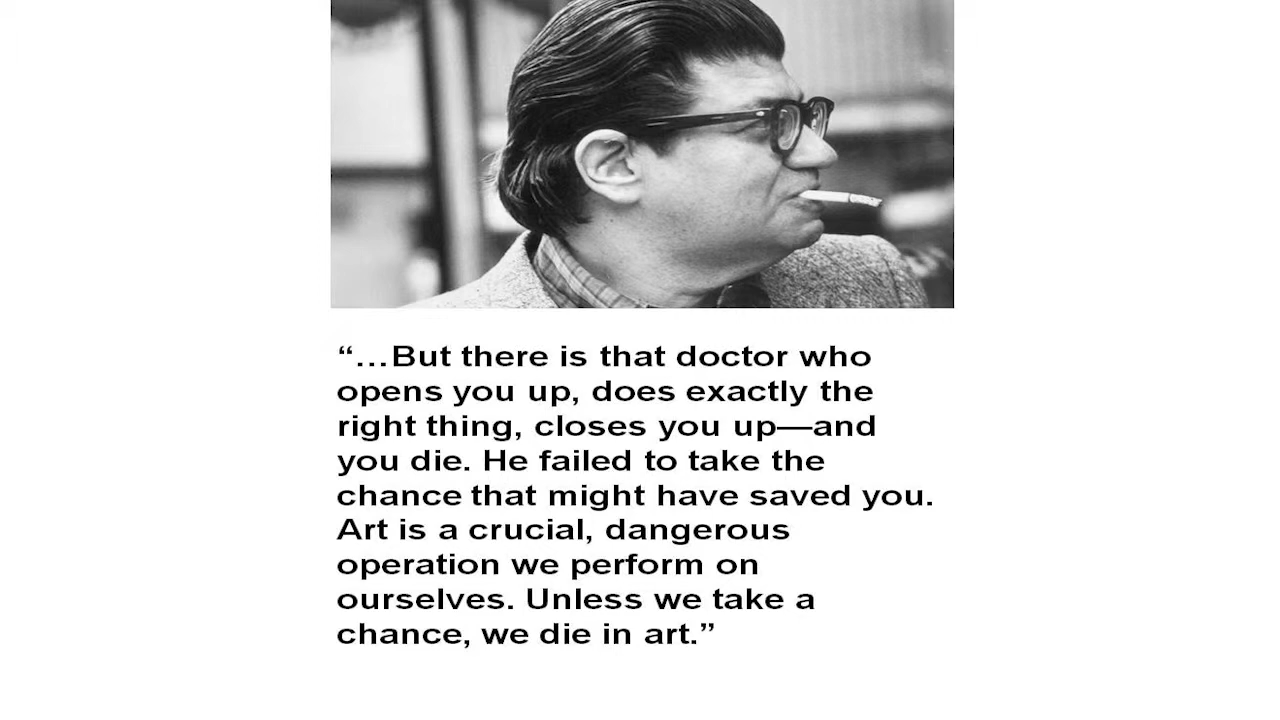 “…But there is that doctor who
opens you up, does exactly the
right thing, closes you up—and
you die. He failed to take the
chance that might have saved you.
Art is a crucial, dangerous
operation we perform on
ourselves. Unless we take a
chance, we die in art.”